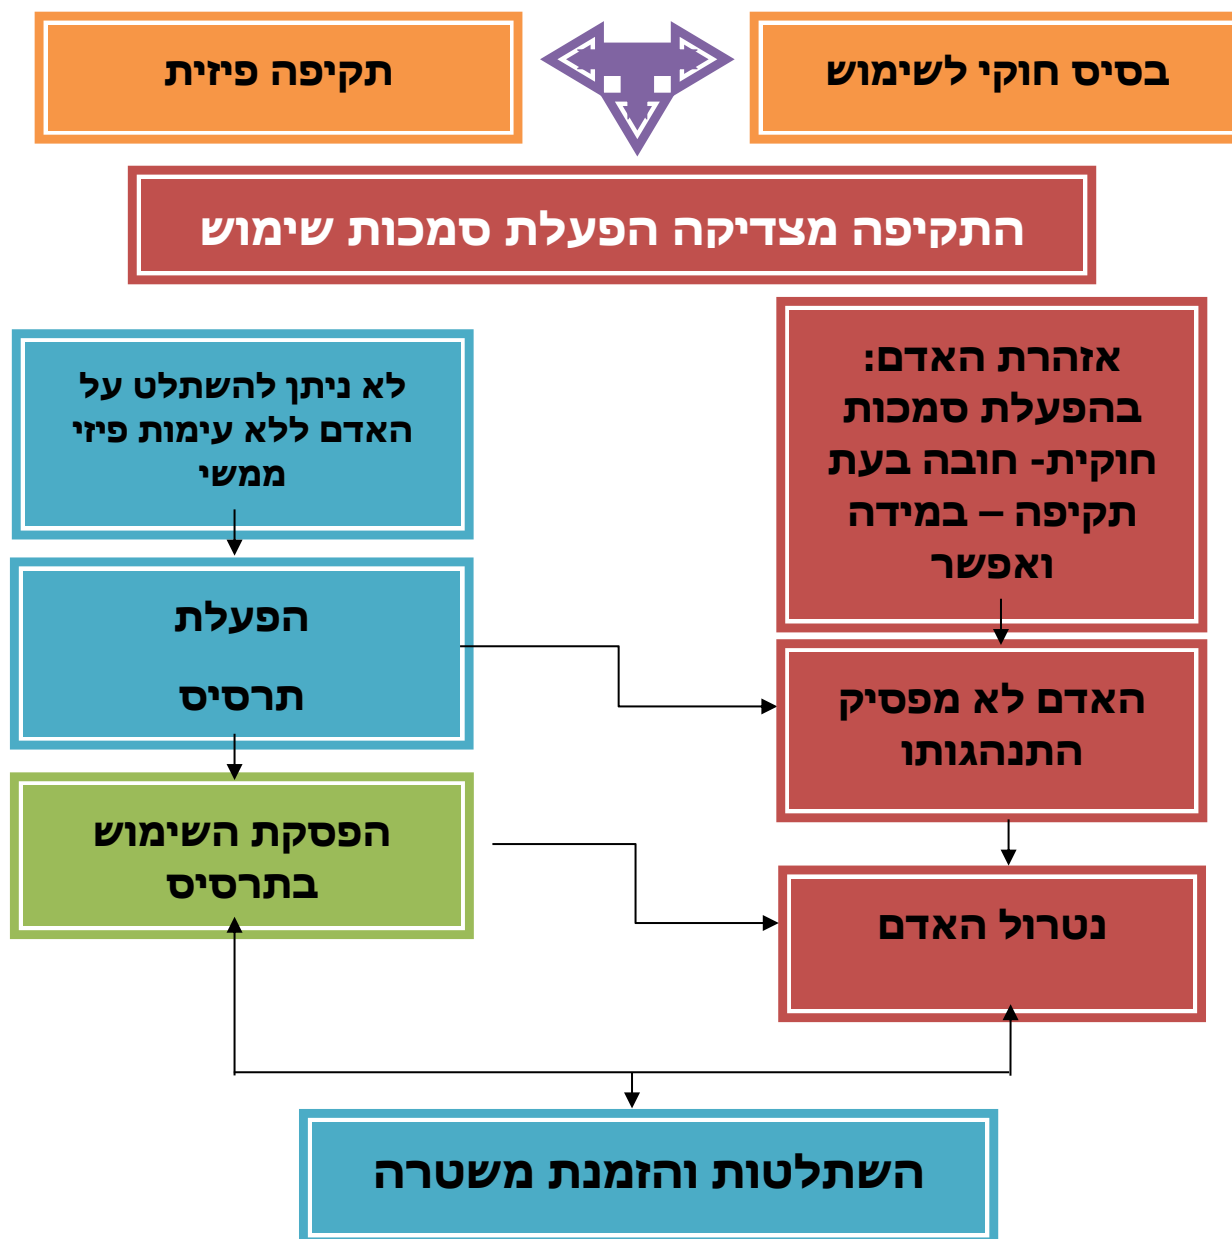 בסיס חוקי לשימוש
תקיפה פיזית
התקיפה מצדיקה הפעלת סמכות שימוש
אזהרת האדם:
בהפעלת סמכות
חוקית- חובה בעת
תקיפה – במידה
ואפשר
לא ניתן להשתלט על
האדם ללא עימות פיזי
ממשי
האדם לא מפסיק
התנהגותו
הפעלת
תרסיס
נטרול האדם
הפסקת השימוש
בתרסיס
השתלטות והזמנת משטרה